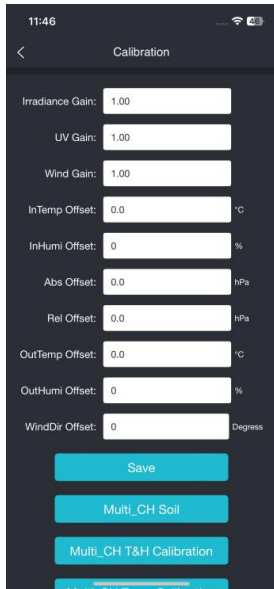 11:46
Calibration
Irradiance Gain: 1.00
UV Gain: 1.00
Wind Gain: 1.00
InTemp Offset: 0.0 °C
InHumi Offset: 0 %
Abs Offset: 0.0 hPa
Rel Offset: 0.0 hPa
OutTemp Offset: 0.0 °C
OutHumi Offset: 0 %
WindDir Offset: 0 Degress
Save
Multi_CH Soil
Multi_CH T&H Calibration